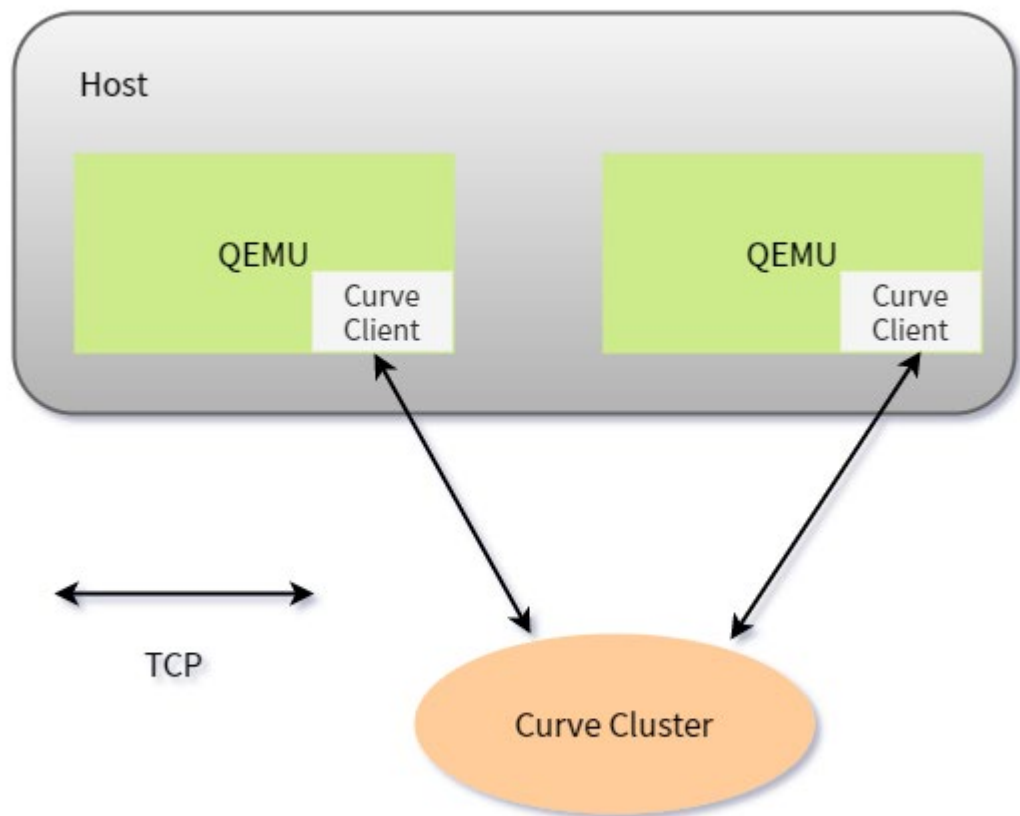 Host
QEMU
Curve
Client
QEMU
Curve
Client
TCP
Curve Cluster